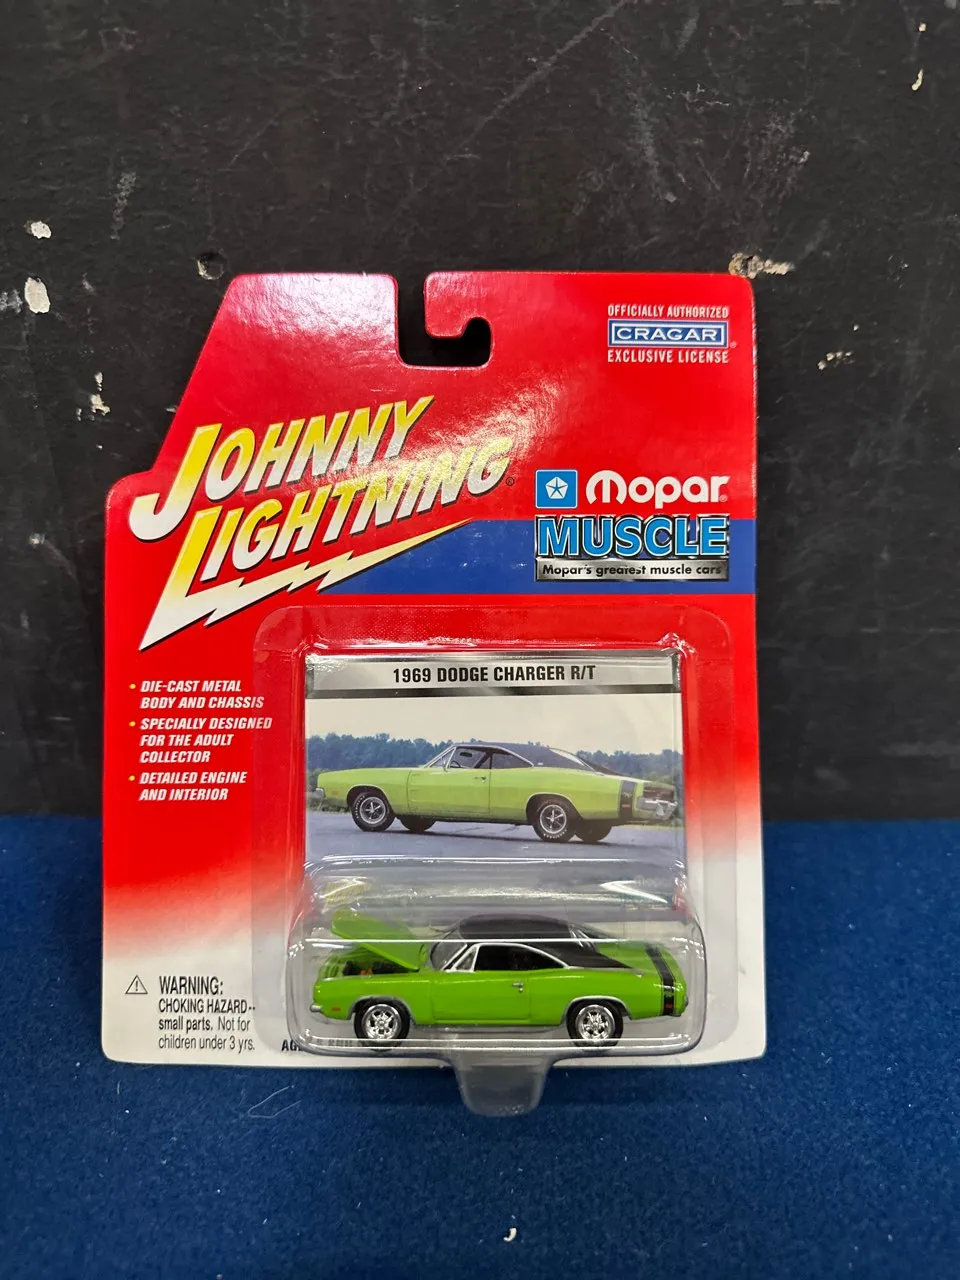 OFFICIALLY AUTHORIZED
CRAGAR®
EXCLUSIVE LICENSE
JOHNNY
LIGHTNING®
Mopar®
MUSCLE
Mopar's greatest muscle cars
1969 DODGE CHARGER R/T
• DIE-CAST METAL
BODY AND CHASSIS
• SPECIALLY DESIGNED
FOR THE ADULT
COLLECTOR
• DETAILED ENGINE
AND INTERIOR
WARNING:
CHOKING HAZARD--
small parts. Not for
children under 3 yrs.